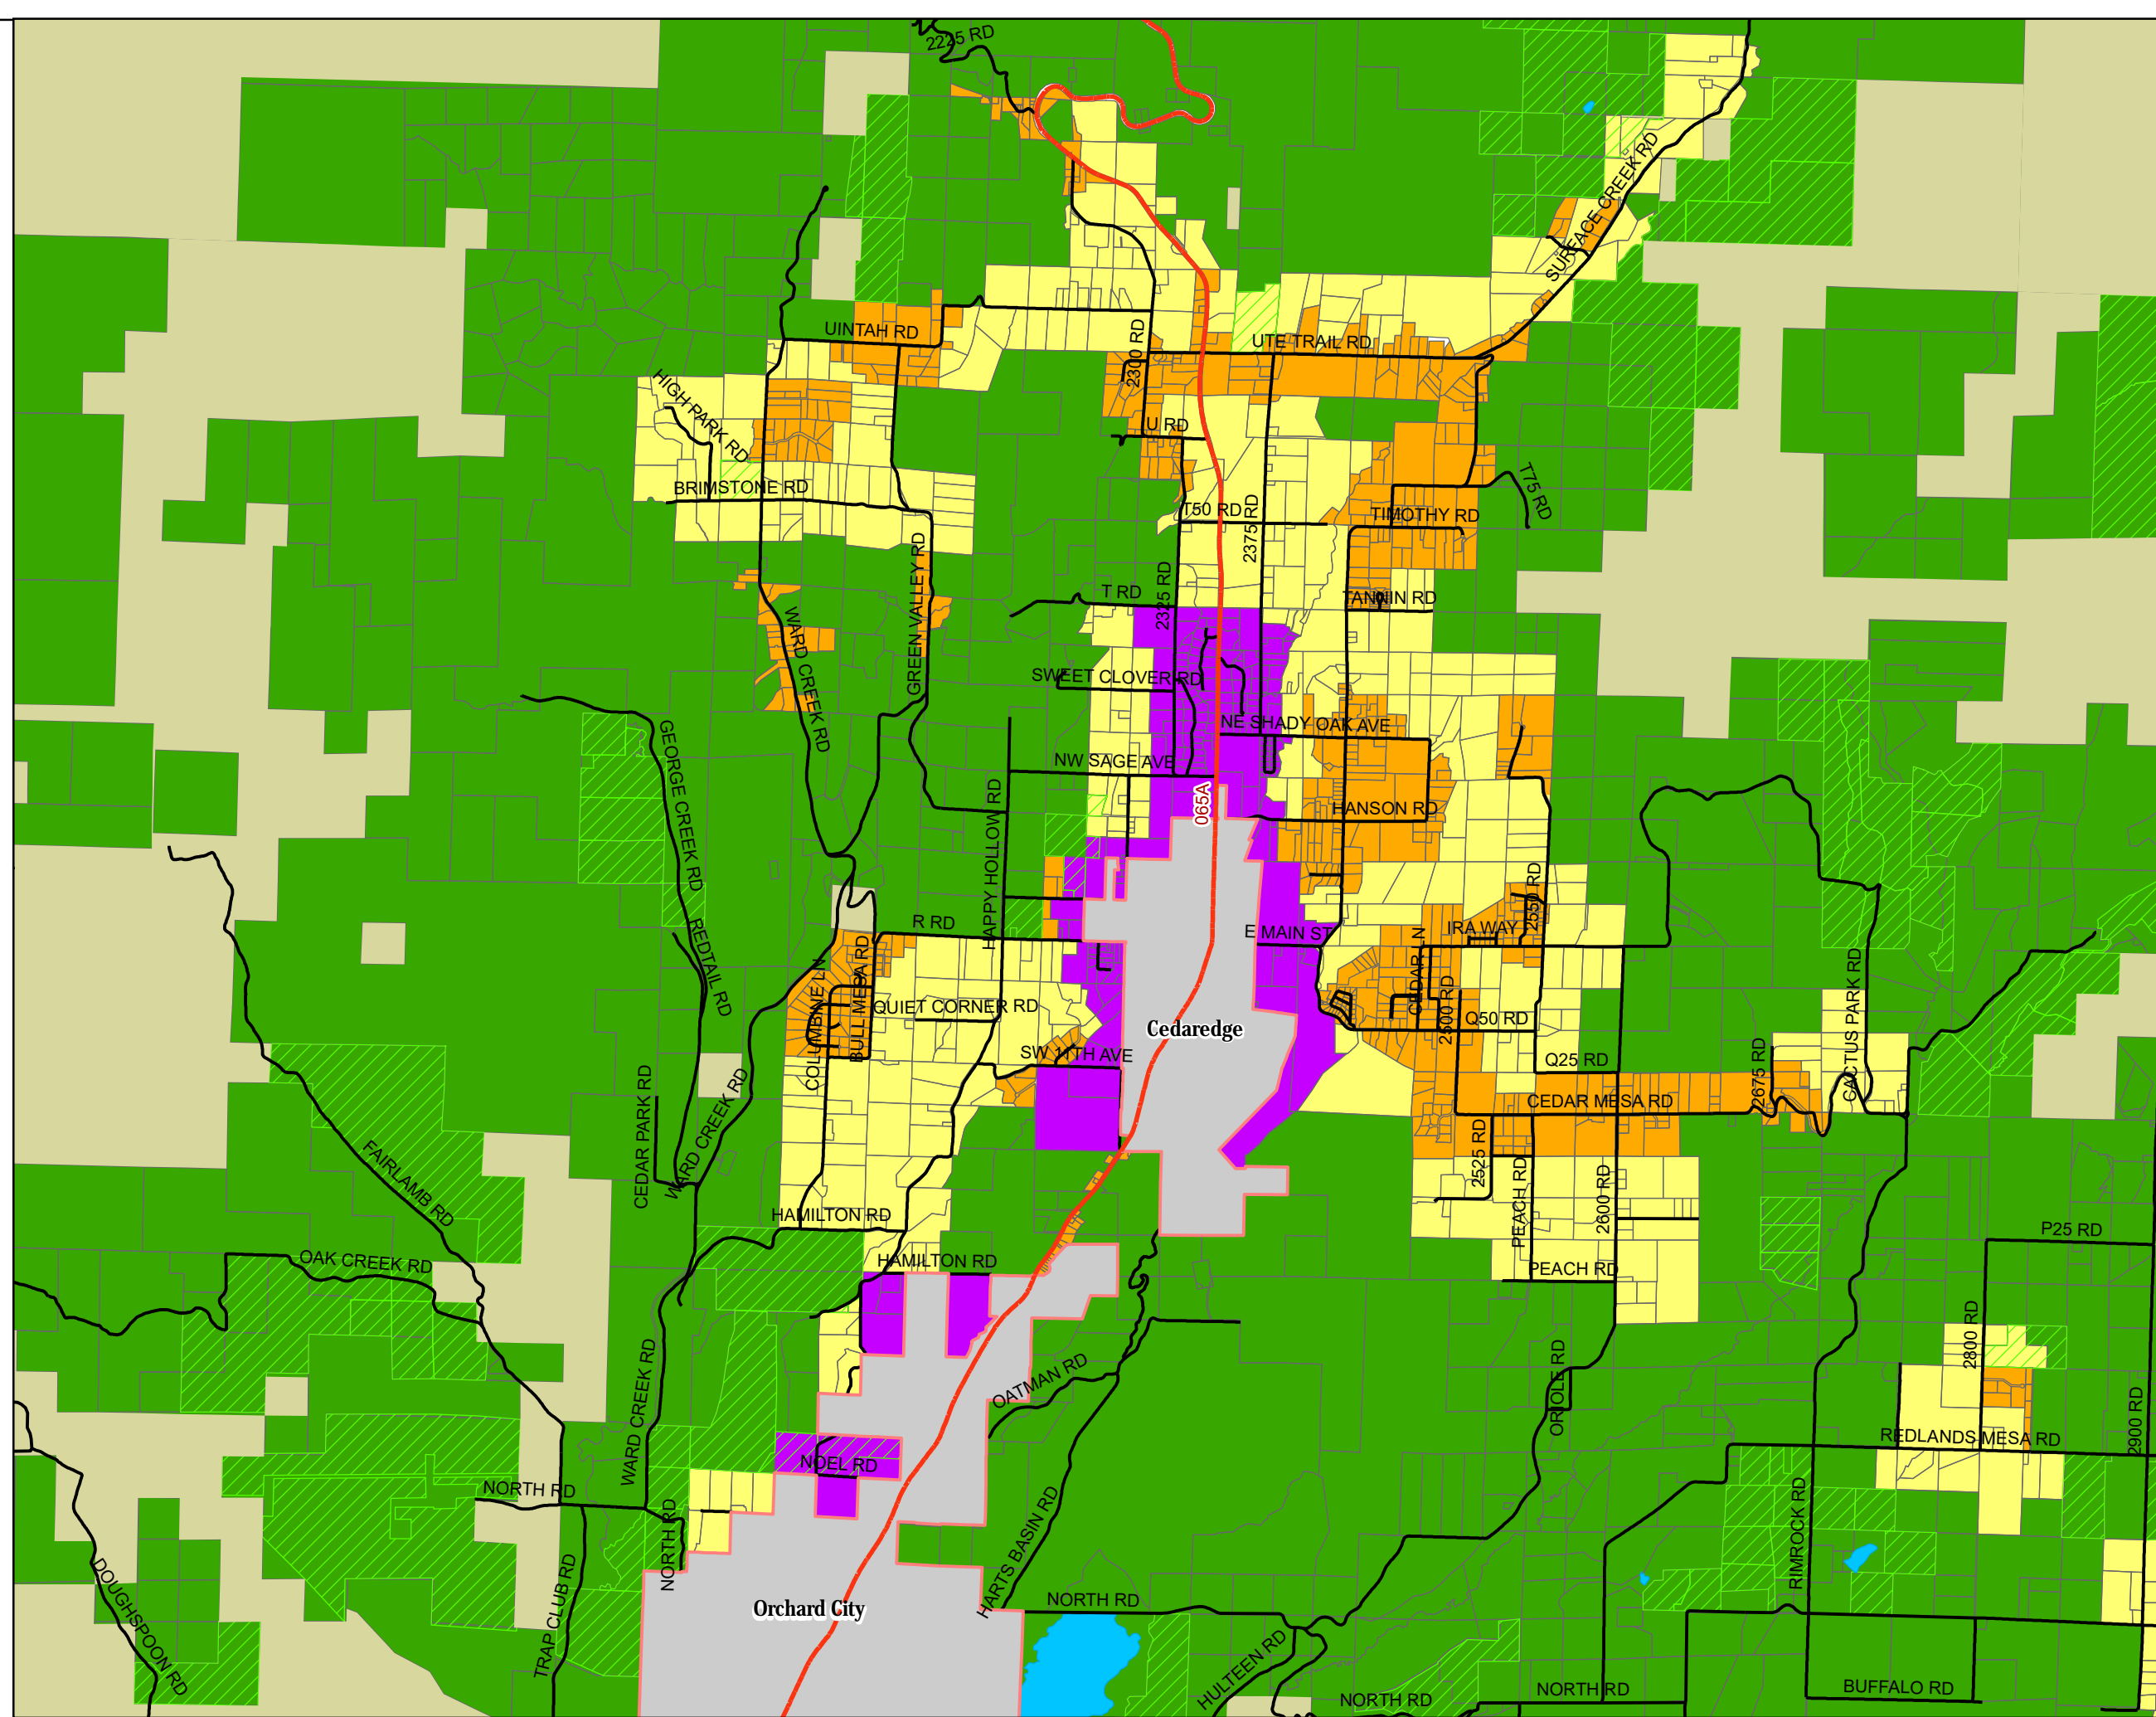 2225 RD
SURFACE CREEK RD
UINTAH RD
2300 RD
UTE TRAIL RD
HIGH PARK RD
U RD
BRIMSTONE RD
T50 RD
2375 RD
TIMOTHY RD
T75 RD
GREEN VALLEY RD
T RD
2325 RD
TANNIN RD
WARD CREEK RD
SWEET CLOVER RD
NE SHADY OAK AVE
GEORGE CREEK RD
NW SAGE AVE
065A
HANSON RD
HAPPY HOLLOW RD
2550 RD
REDTAIL RD
R RD
E MAIN ST
IRA WAY
CEDAR LN
COLUMBINE LN
BULL MESA RD
QUIET CORNER RD
2500 RD
Q50 RD
CACTUS PARK RD
Cedaredge
SW 11TH AVE
Q25 RD
2675 RD
CEDAR PARK RD
WARD CREEK RD
CEDAR MESA RD
FAIRLAMB RD
2525 RD
PEACH RD
2600 RD
HAMILTON RD
P25 RD
OAK CREEK RD
HAMILTON RD
PEACH RD
2800 RD
WARD CREEK RD
OATMAN RD
ORIOLE RD
2900 RD
REDLANDS MESA RD
NOEL RD
NORTH RD
NORTH RD
HARTS BASIN RD
RIMROCK RD
DOUGHSPOON RD
TRAP CLUB RD
Orchard City
NORTH RD
HULTEEN RD
NORTH RD
NORTH RD
BUFFALO RD